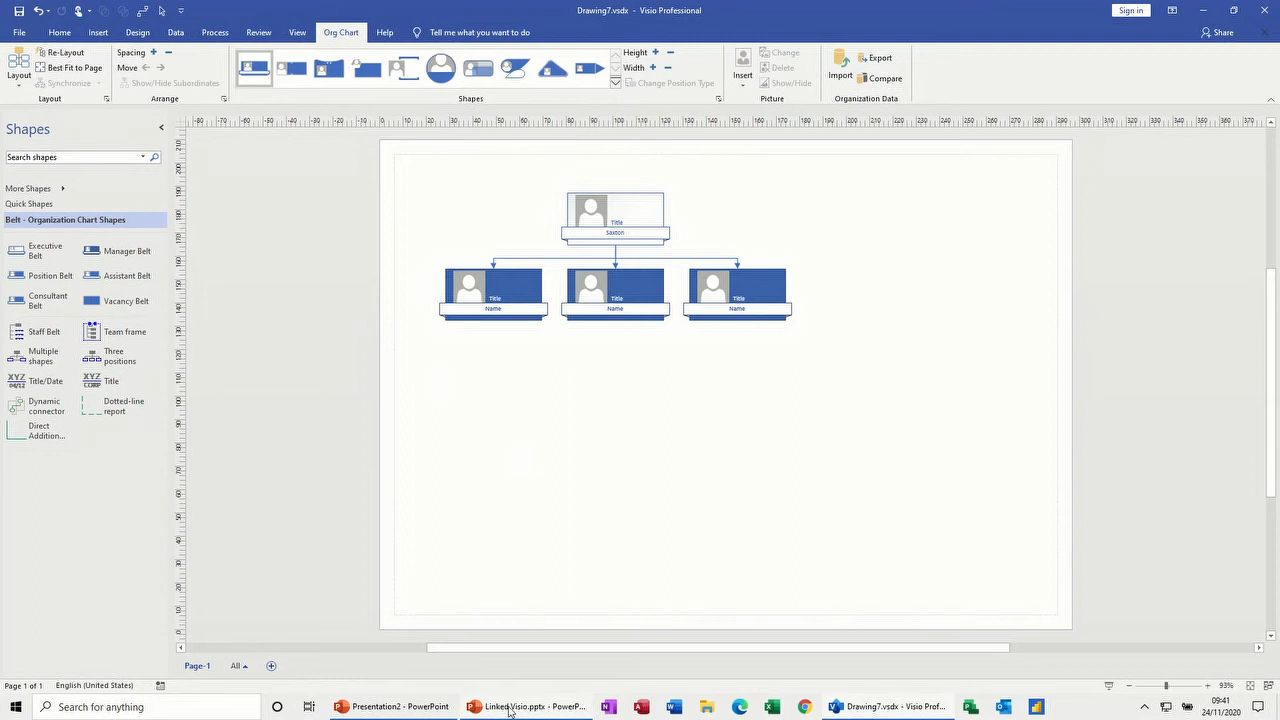 Drawing7.vsdx - Visio Professional
Sign in
File Home Insert Design Data Process Review View Org Chart Help Tell me what you want to do
Share
Layout
Re-Layout
Best Fit to Page
Synchronize
Layout
Spacing
Move
Show/Hide Subordinates
Arrange
Height
Width
Change Position Type
Shapes
Insert
Change
Delete
Show/Hide
Picture
Import
Export
Compare
Organization Data
Shapes
Search shapes
More Shapes
Quick Shapes
Belt - Organization Chart Shapes
Executive
Belt
Manager Belt
Position Belt
Assistant Belt
Consultant
Belt
Vacancy Belt
Staff Belt
Team frame
Multiple
shapes
Three
positions
XYZ
04/12
Title/Date
XYZ
CORP
Title
Dynamic
connector
Dotted-line
report
Direct
Addition...
Title
Saxton
Title
Name
Title
Name
Title
Name
Page-1 All
Page 1 of 1 English (United States)
93%
Search for anything
Presentation2 - PowerPoint
Linked Visio.pptx - PowerP...
Drawing7.vsdx - Visio Prof...
09:41
24/11/2020